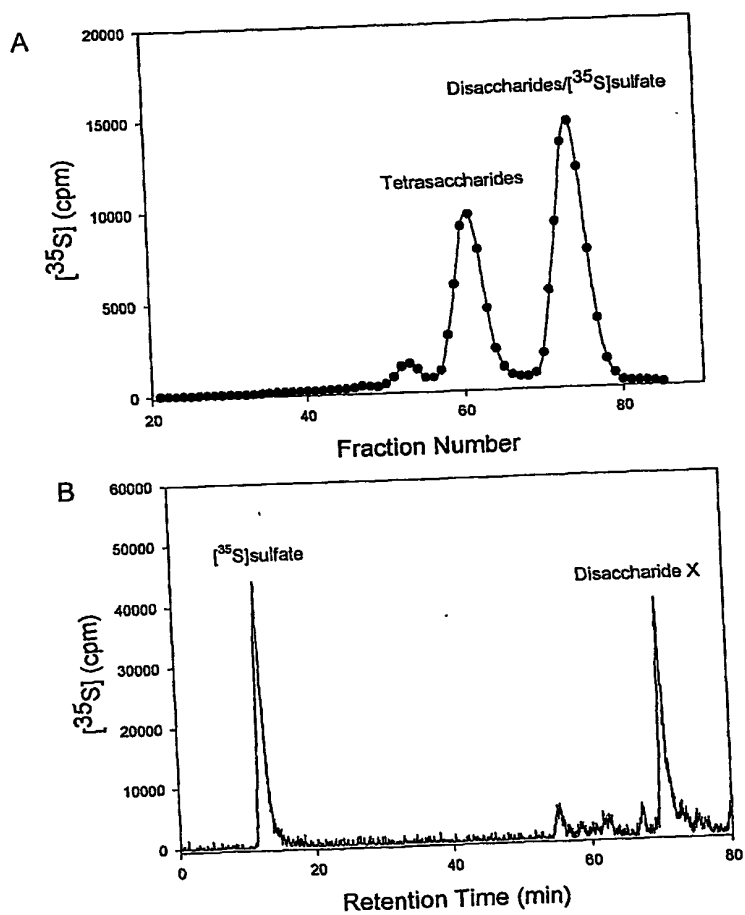 A
20000
Disaccharides/[35S]sulfate
15000
Tetrasaccharides
10000
[35S] (cpm)
5000
0
20
40
60
80
Fraction Number
B
60000
50000
[35S]sulfate
Disaccharide X
40000
30000
[35S] (cpm)
20000
10000
0
0
20
40
60
80
Retention Time (min)